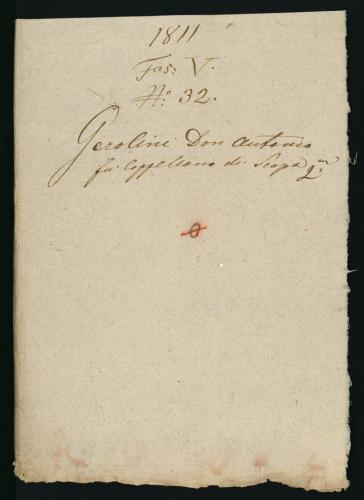 1811
Fas: V.
No: 32.
Gerolini Don Antonio
fu Cappellano di
0